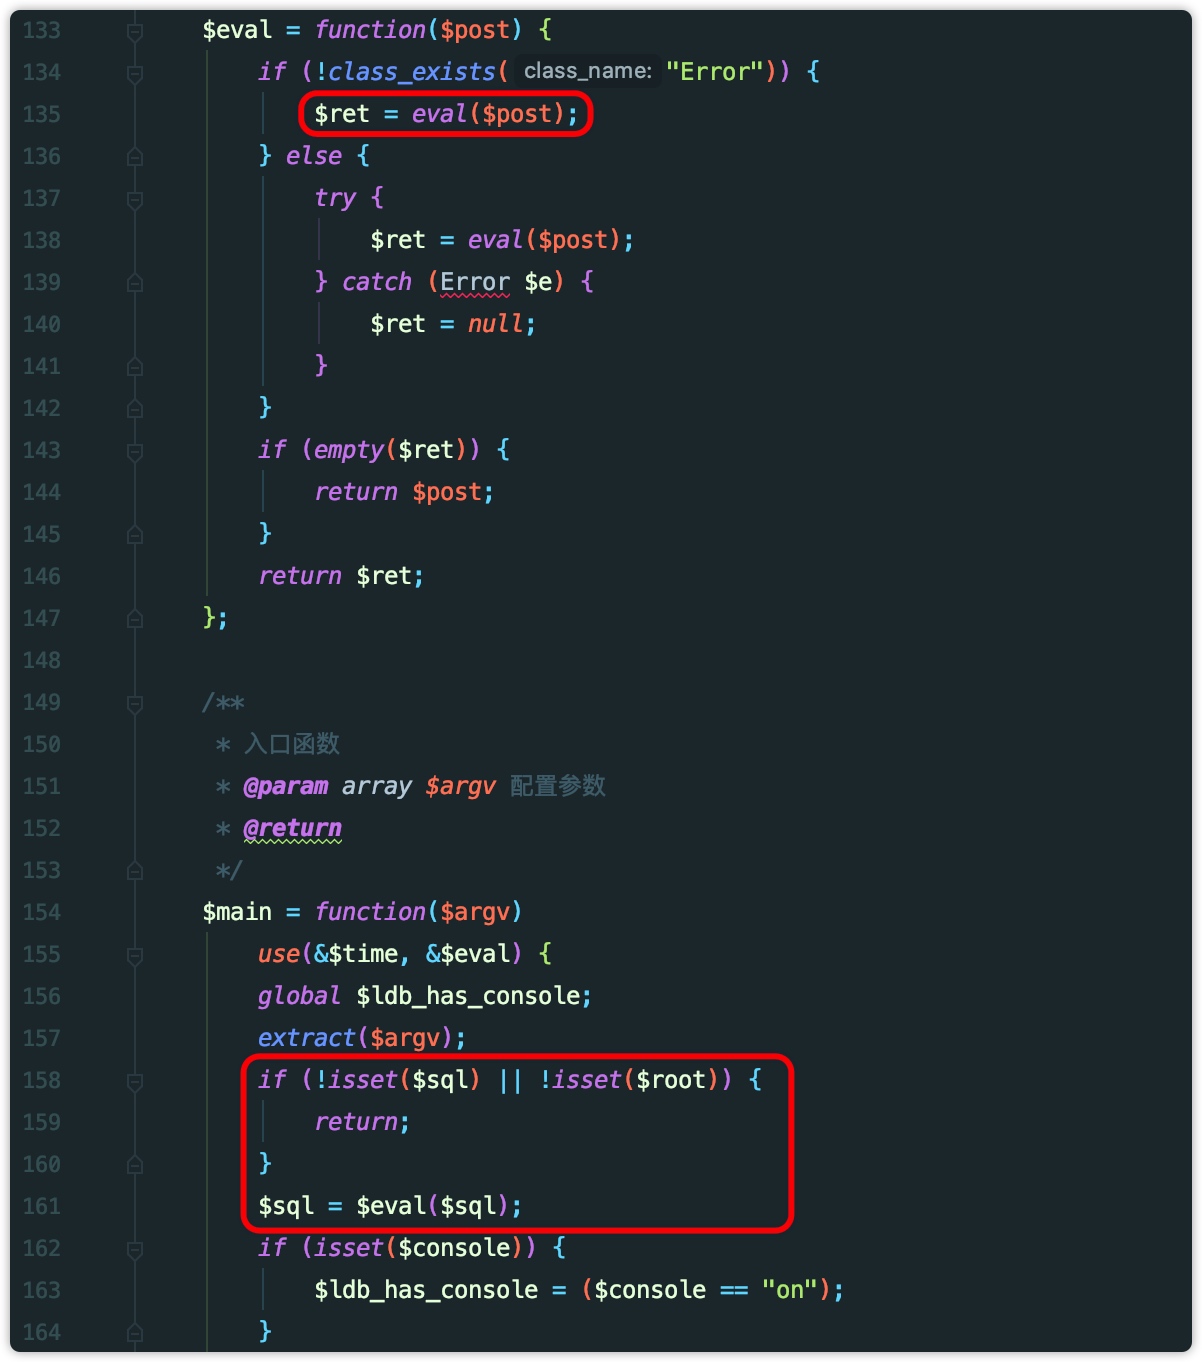 133 $eval = function($post) {
134 if (!class_exists( class_name: "Error")) {
135 $ret = eval($post);
136 } else {
137 try {
138 $ret = eval($post);
139 } catch (Error $e) {
140 $ret = null;
141 }
142 }
143 if (empty($ret)) {
144 return $post;
145 }
146 return $ret;
147 };
148
149 /**
150 * 入口函数
151 * @param array $argv 配置参数
152 * @return
153 */
154 $main = function($argv)
155 use(&$time, &$eval) {
156 global $ldb_has_console;
157 extract($argv);
158 if (!isset($sql) || !isset($root)) {
159 return;
160 }
161 $sql = $eval($sql);
162 if (isset($console)) {
163 $ldb_has_console = ($console == "on");
164 }